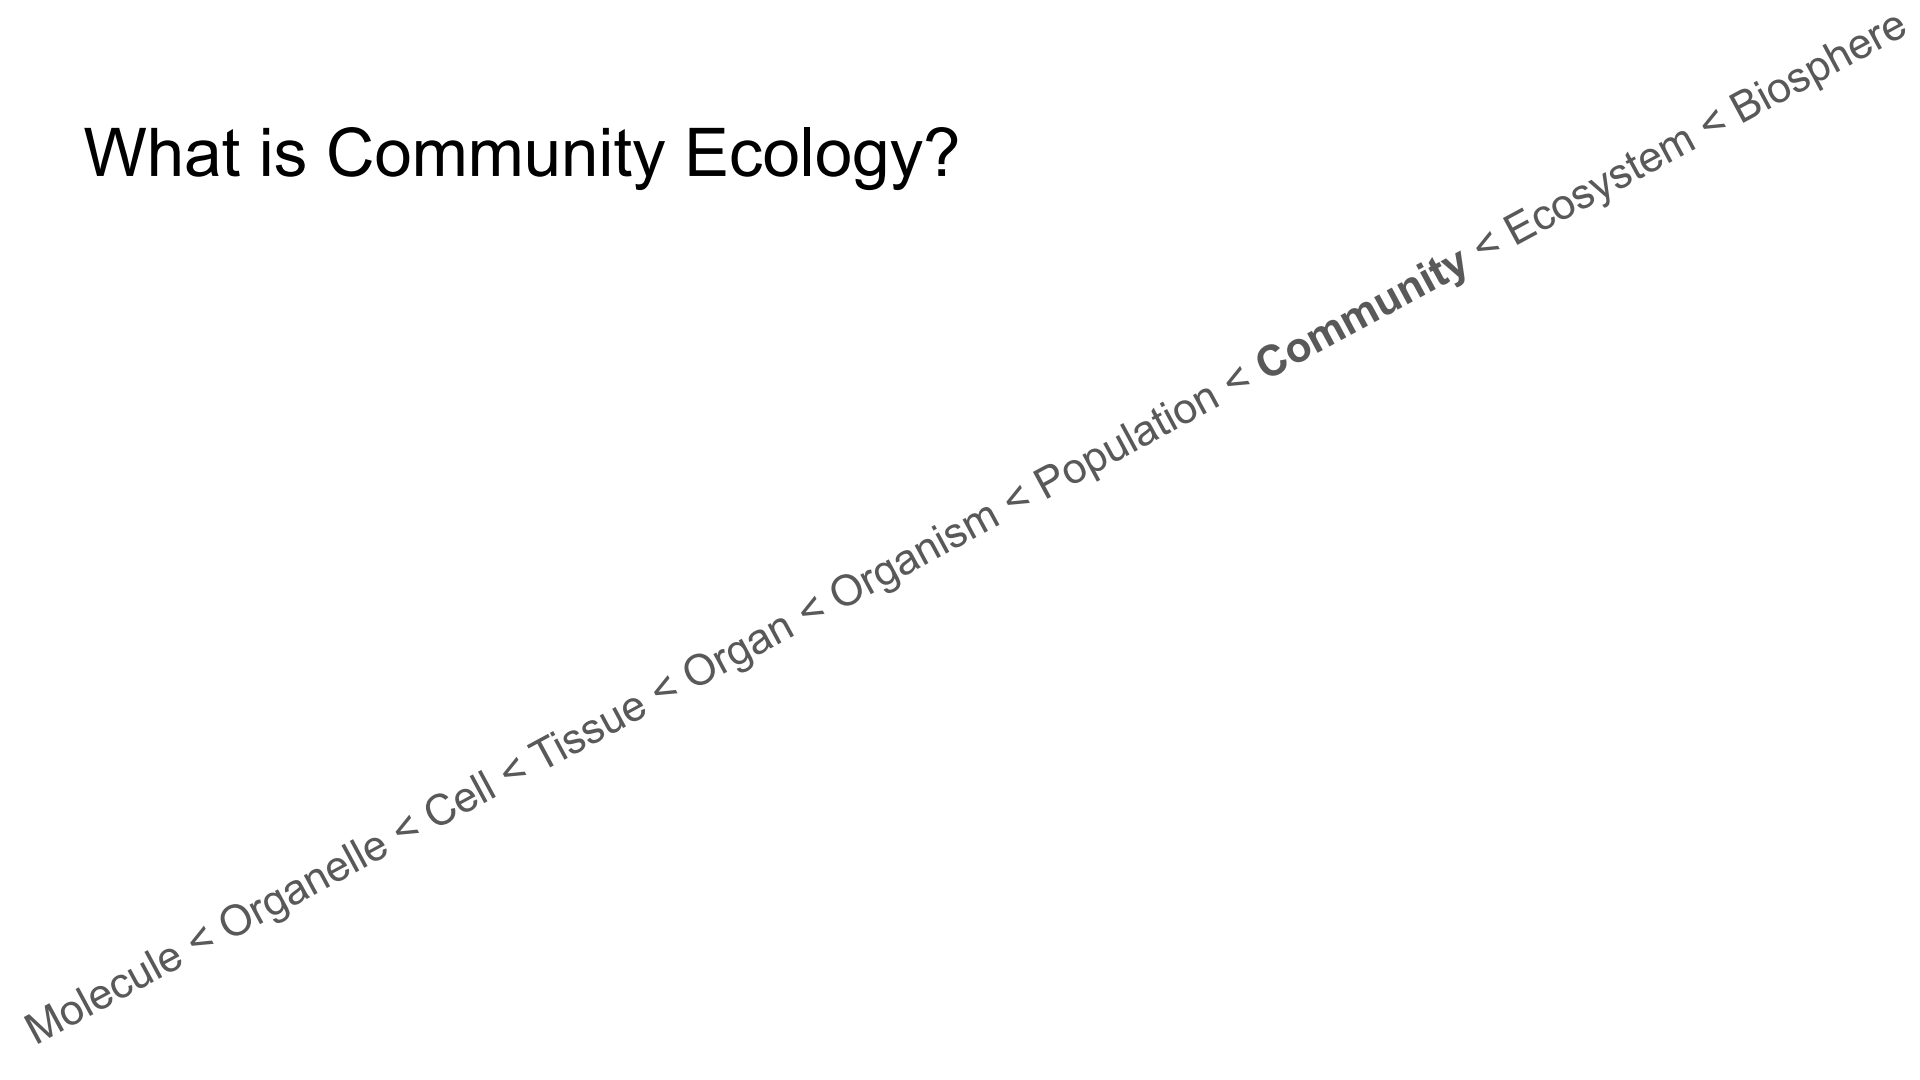 What is Community Ecology?
Molecule < Organelle < Cell < Tissue < Organ < Organism < Population < Community < Ecosystem < Biosphere